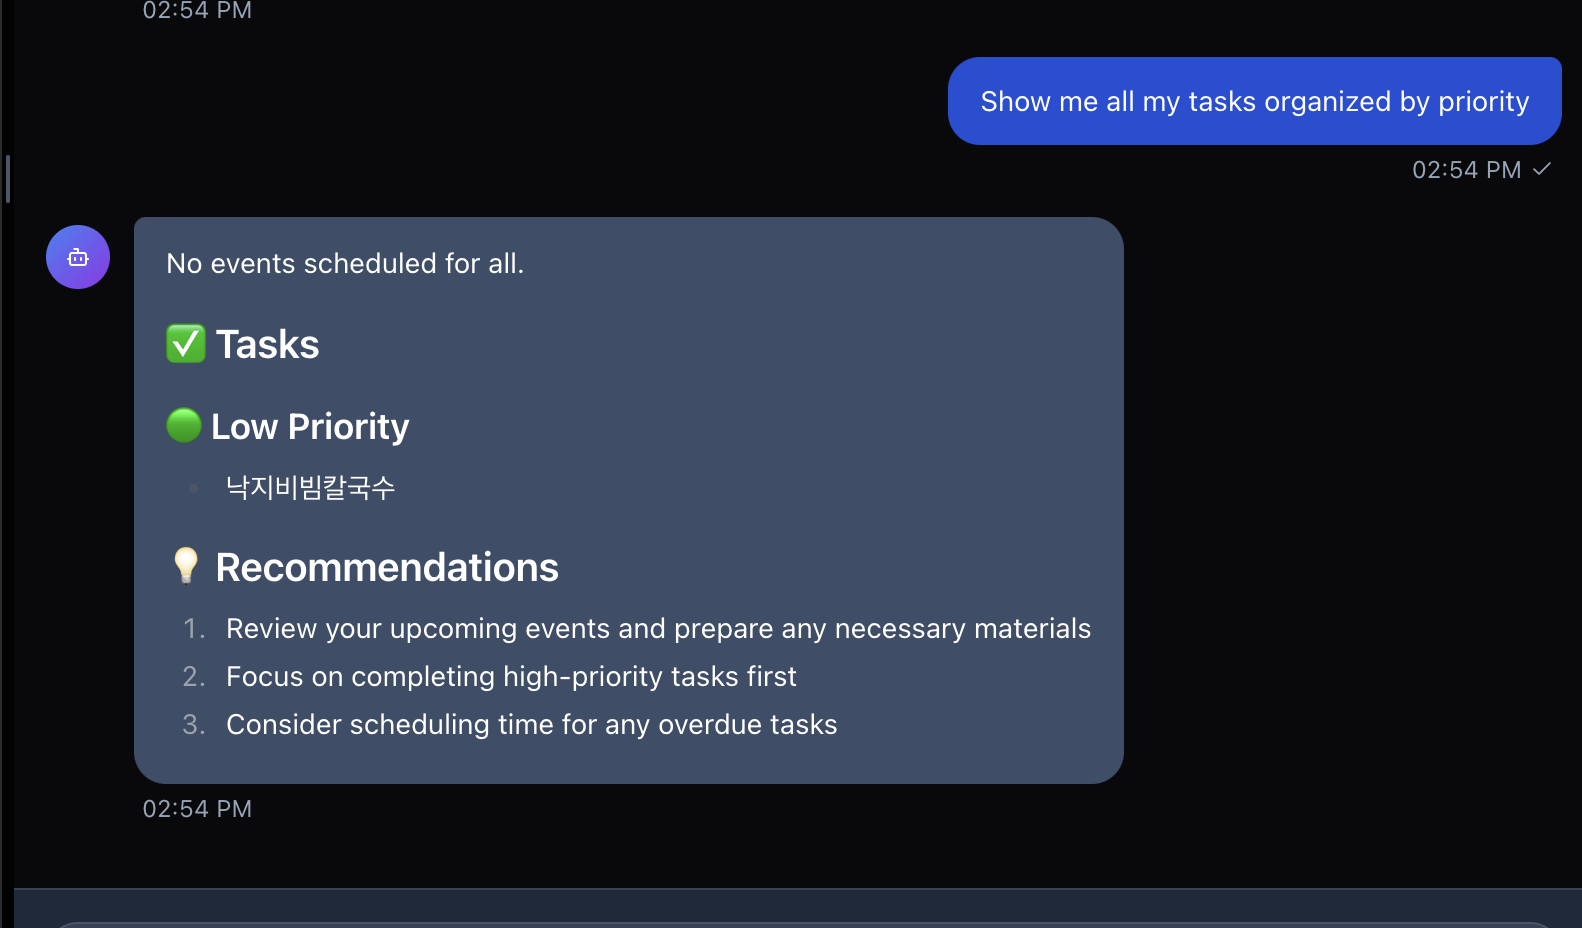 02:54 PM
Show me all my tasks organized by priority
02:54 PM ✓
No events scheduled for all.
✅ Tasks
🟢 Low Priority
• 낙지비빔칼국수
💡 Recommendations
1. Review your upcoming events and prepare any necessary materials
2. Focus on completing high-priority tasks first
3. Consider scheduling time for any overdue tasks
02:54 PM